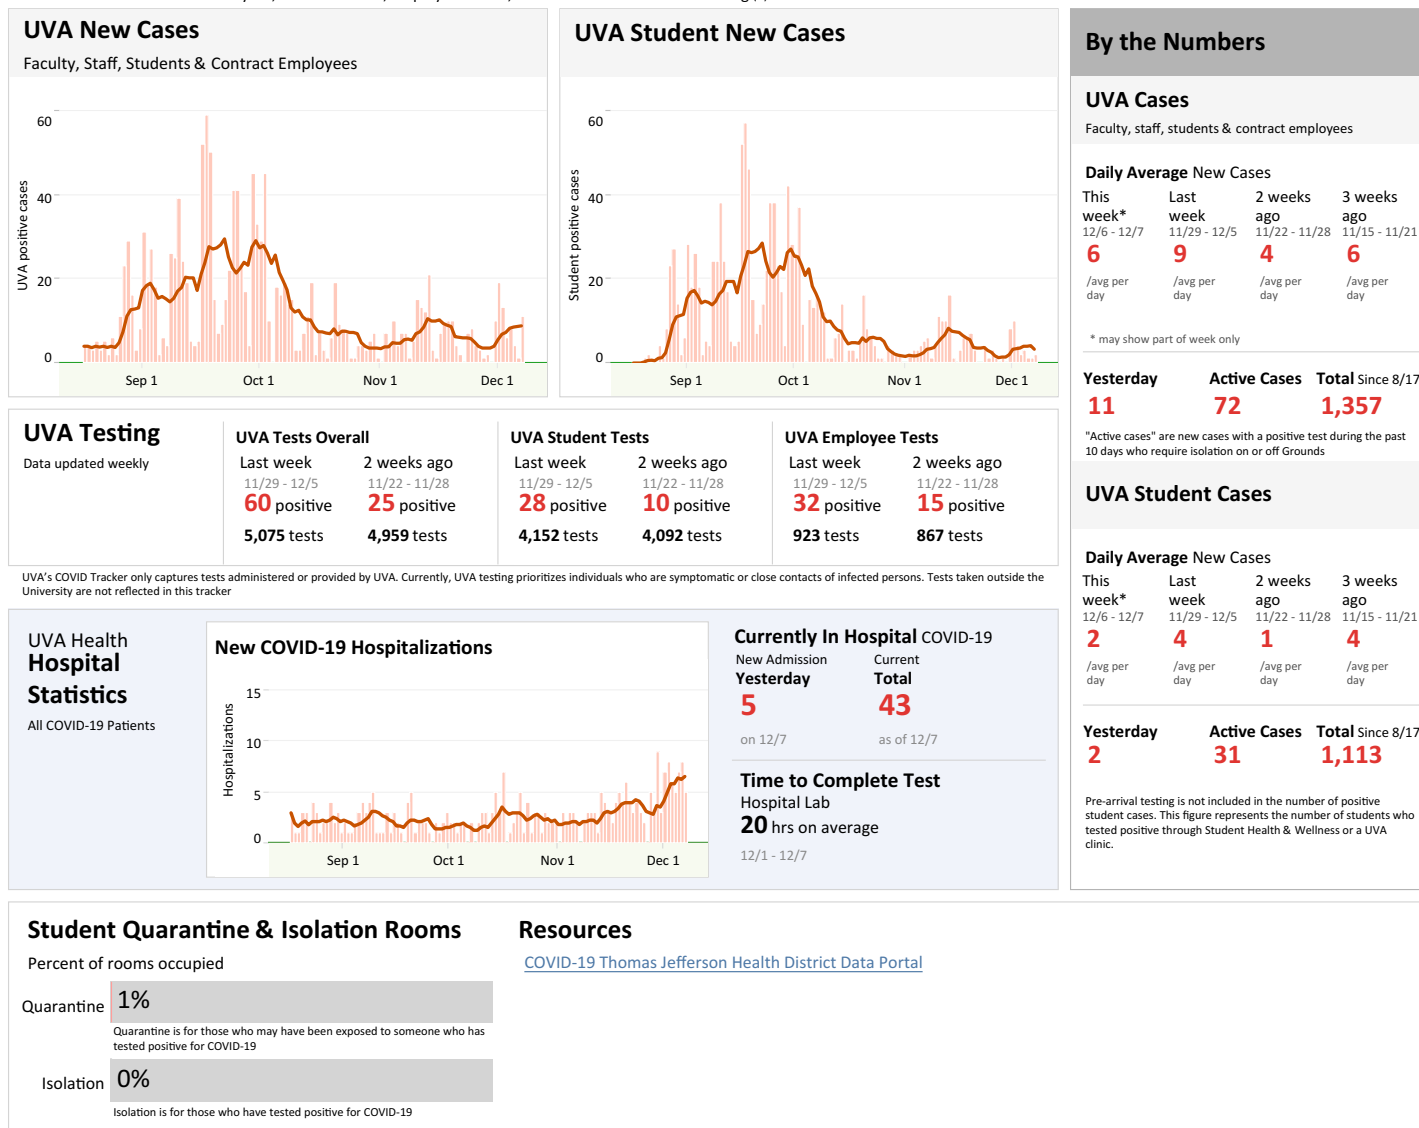 UVA New Cases
Faculty, Staff, Students & Contract Employees
60
40
20
0
UVA positive cases
Sep 1
Oct 1
Nov 1
Dec 1
UVA Student New Cases
60
40
20
0
Student positive cases
Sep 1
Oct 1
Nov 1
Dec 1
By the Numbers
UVA Cases
Faculty, staff, students & contract employees
Daily Average New Cases
This week* Last week 2 weeks ago 3 weeks ago
12/6 - 12/7 11/29 - 12/5 11/22 - 11/28 11/15 - 11/21
6 9 4 6
/avg per day /avg per day /avg per day /avg per day
* may show part of week only
Yesterday Active Cases Total Since 8/17
11 72 1,357
"Active cases" are new cases with a positive test during the past
10 days who require isolation on or off Grounds
UVA Student Cases
Daily Average New Cases
This week* Last week 2 weeks ago 3 weeks ago
12/6 - 12/7 11/29 - 12/5 11/22 - 11/28 11/15 - 11/21
2 4 1 4
/avg per day /avg per day /avg per day /avg per day
Yesterday Active Cases Total Since 8/17
2 31 1,113
Pre-arrival testing is not included in the number of positive
student cases. This figure represents the number of students who
tested positive through Student Health & Wellness or a UVA
clinic.
UVA Testing
Data updated weekly
UVA Tests Overall
Last week 2 weeks ago
11/29 - 12/5 11/22 - 11/28
60 positive 25 positive
5,075 tests 4,959 tests
UVA Student Tests
Last week 2 weeks ago
11/29 - 12/5 11/22 - 11/28
28 positive 10 positive
4,152 tests 4,092 tests
UVA Employee Tests
Last week 2 weeks ago
11/29 - 12/5 11/22 - 11/28
32 positive 15 positive
923 tests 867 tests
UVA's COVID Tracker only captures tests administered or provided by UVA. Currently, UVA testing prioritizes individuals who are symptomatic or close contacts of infected persons. Tests taken outside the
University are not reflected in this tracker
UVA Health
Hospital
Statistics
All COVID-19 Patients
New COVID-19 Hospitalizations
15
10
5
0
Hospitalizations
Sep 1
Oct 1
Nov 1
Dec 1
Currently In Hospital COVID-19
New Admission Current
Yesterday Total
5 43
on 12/7 as of 12/7
Time to Complete Test
Hospital Lab
20 hrs on average
12/1 - 12/7
Student Quarantine & Isolation Rooms
Percent of rooms occupied
Quarantine 1%
Quarantine is for those who may have been exposed to someone who has
tested positive for COVID-19
Isolation 0%
Isolation is for those who have tested positive for COVID-19
Resources
COVID-19 Thomas Jefferson Health District Data Portal